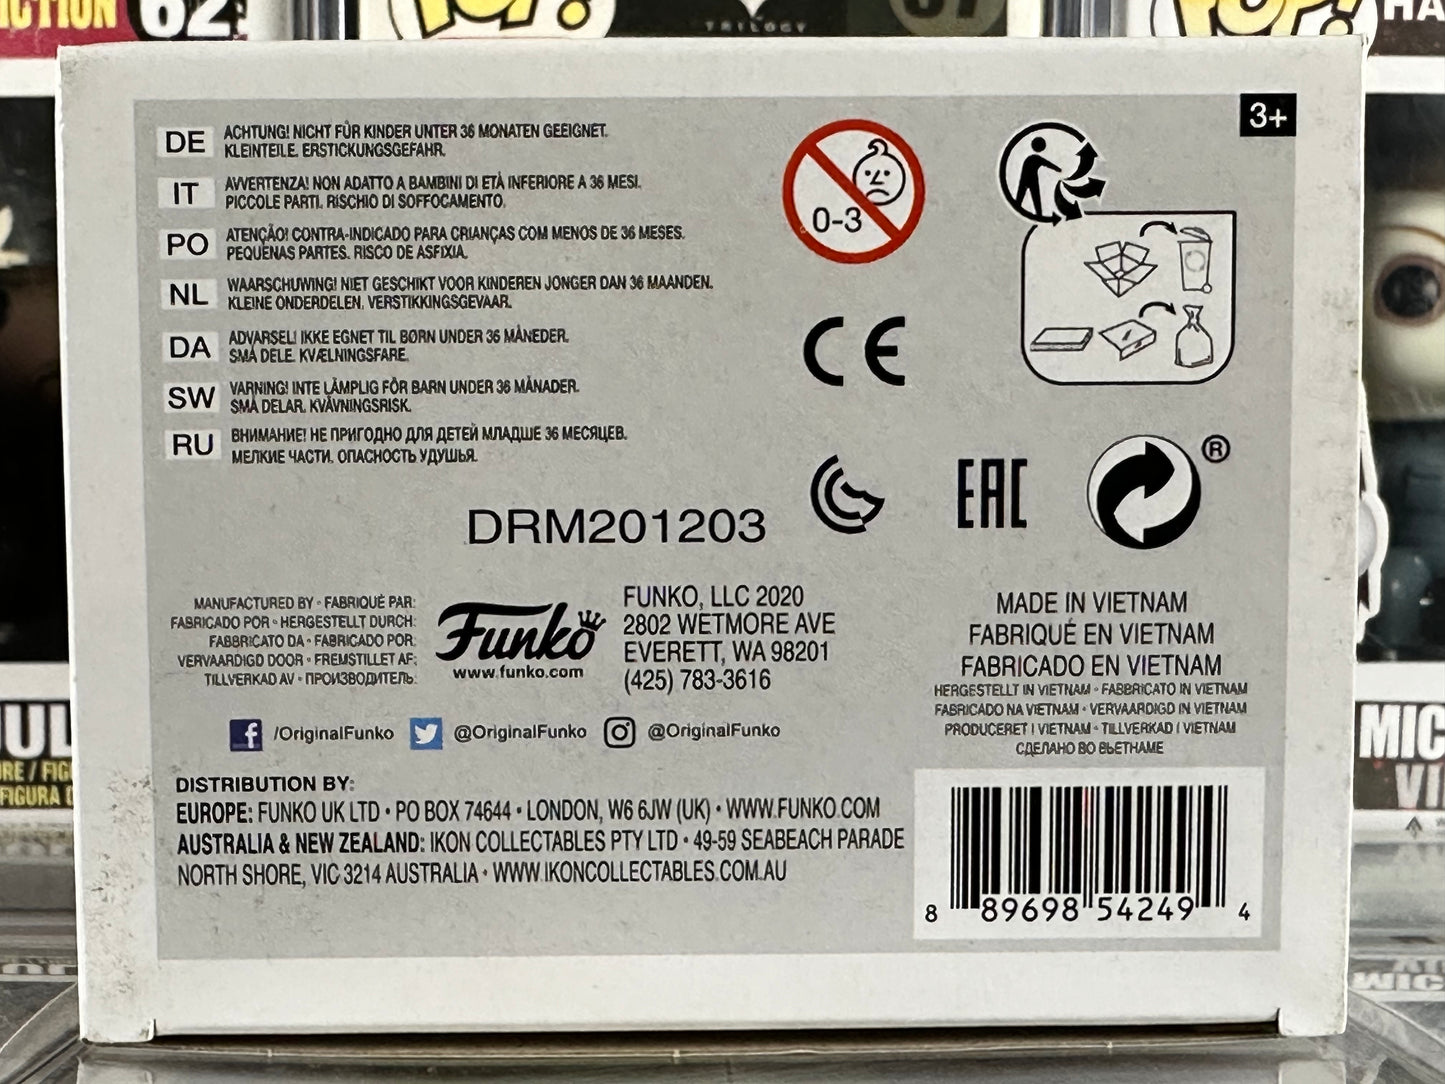 62
POP!
TRILOGY
POP!
3+
DE ACHTUNG! NICHT FÜR KINDER UNTER 36 MONATEN GEEIGNET.
KLEINTEILE. ERSTICKUNGSGEFAHR.
IT AVVERTENZA! NON ADATTO A BAMBINI DI ETÀ INFERIORE A 36 MESI.
PICCOLE PARTI. RISCHIO DI SOFFOCAMENTO.
PO ATENÇÃO! CONTRA-INDICADO PARA CRIANÇAS COM MENOS DE 36 MESES.
PEQUENAS PARTES. RISCO DE ASFIXIA.
NL WAARSCHUWING! NIET GESCHIKT VOOR KINDEREN JONGER DAN 36 MAANDEN.
KLEINE ONDERDELEN. VERSTIKKINGSGEVAAR.
DA ADVARSEL! IKKE EGNET TIL BØRN UNDER 36 MÅNEDER.
SMÅ DELE. KVÆLNINGSFARE.
SW VARNING! INTE LÄMPLIG FÖR BARN UNDER 36 MÅNADER.
SMÅ DELAR. KVÄVNINGSRISK.
RU ВНИМАНИЕ! НЕ ПРИГОДНО ДЛЯ ДЕТЕЙ МЛАДШЕ 36 МЕСЯЦЕВ.
МЕЛКИЕ ЧАСТИ. ОПАСНОСТЬ УДУШЬЯ.
0-3
CE
EAC
®
DRM201203
MANUFACTURED BY • FABRIQUÉ PAR:
FABRICADO POR • HERGESTELLT DURCH:
FABBRICATO DA • FABRICADO POR:
VERVAARDIGD DOOR • FREMSTILLET AF:
TILLVERKAD AV • ПРОИЗВОДИТЕЛЬ:
Funko
www.funko.com
FUNKO, LLC 2020
2802 WETMORE AVE
EVERETT, WA 98201
(425) 783-3616
MADE IN VIETNAM
FABRIQUÉ EN VIETNAM
FABRICADO EN VIETNAM
HERGESTELLT IN VIETNAM • FABBRICATO IN VIETNAM
FABRICADO NA VIETNAM • VERVAARDIGD IN VIETNAM
PRODUCERET I VIETNAM • TILLVERKAD I VIETNAM
СДЕЛАНО ВО ВЬЕТНАМЕ
f /OriginalFunko @OriginalFunko @OriginalFunko
DISTRIBUTION BY:
EUROPE: FUNKO UK LTD • PO BOX 74644 • LONDON, W6 6JW (UK) • WWW.FUNKO.COM
AUSTRALIA & NEW ZEALAND: IKON COLLECTABLES PTY LTD • 49-59 SEABEACH PARADE
NORTH SHORE, VIC 3214 AUSTRALIA • WWW.IKONCOLLECTABLES.COM.AU
8 89698 54249 4